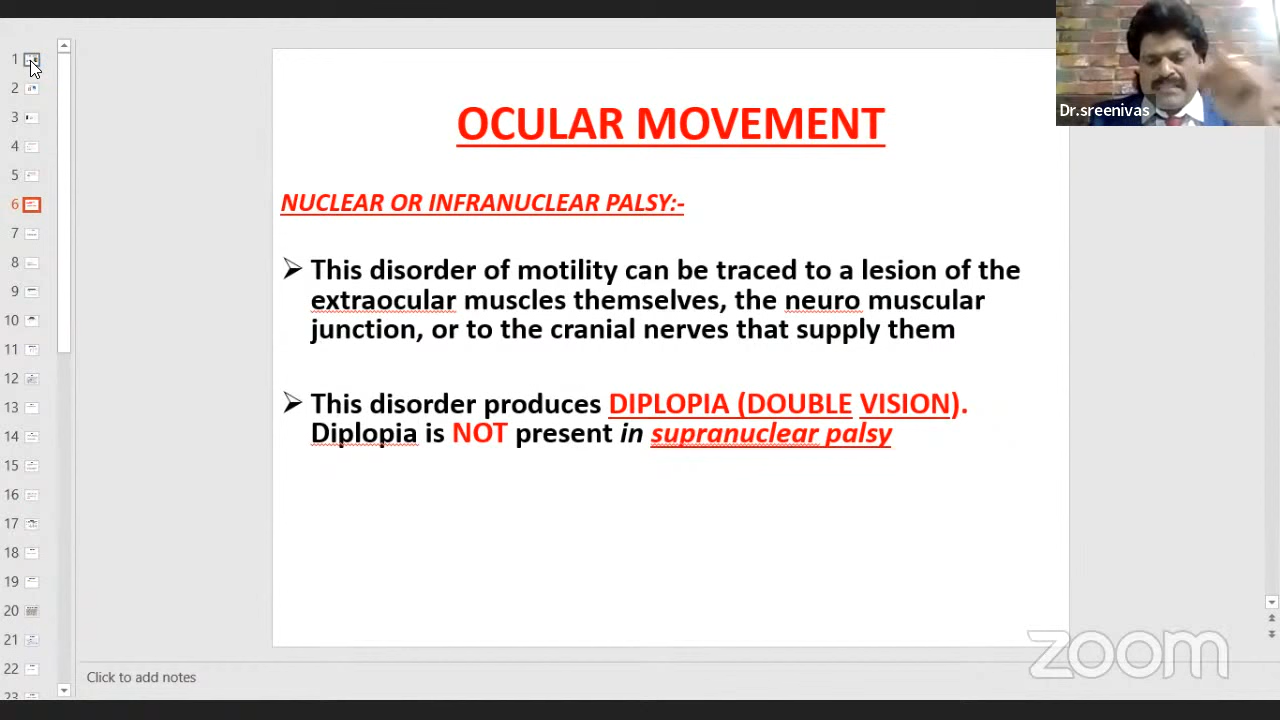 1
2
3
4
5
6
7
8
9
10
11
12
13
14
15
16
17
18
19
20
21
22
23
Dr.sreenivas
OCULAR MOVEMENT
NUCLEAR OR INFRANUCLEAR PALSY:-
This disorder of motility can be traced to a lesion of the
extraocular muscles themselves, the neuro muscular
junction, or to the cranial nerves that supply them
This disorder produces DIPLOPIA (DOUBLE VISION).
Diplopia is NOT present in supranuclear palsy
zoom
Click to add notes